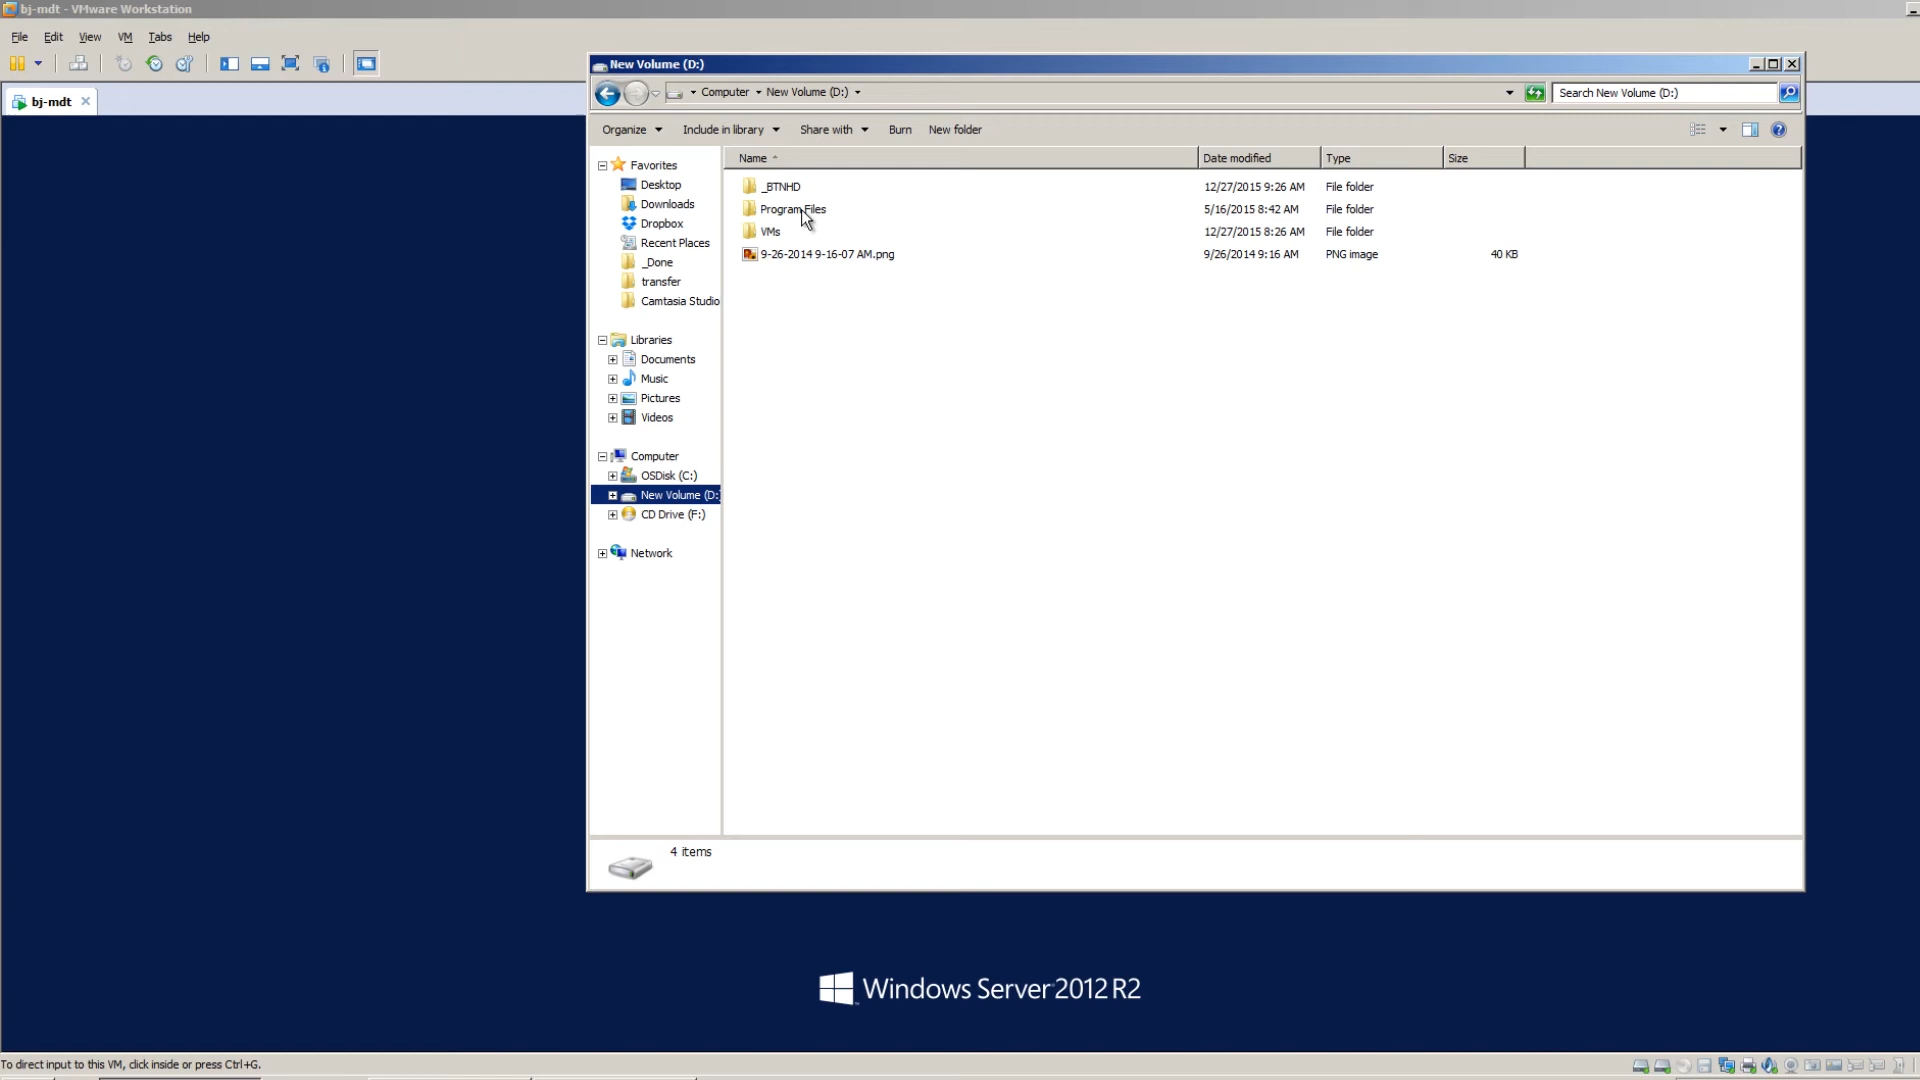 bj-mdt - VMware Workstation
File Edit View VM Tabs Help
bj-mdt
New Volume (D:)
Computer New Volume (D:)
Search New Volume (D:)
Organize Include in library Share with Burn New folder
Name Date modified Type Size
Favorites
Desktop
Downloads
Dropbox
Recent Places
_Done
transfer
Camtasia Studio
Libraries
Documents
Music
Pictures
Videos
Computer
OSDisk (C:)
New Volume (D:
CD Drive (F:)
Network
_BTNHD 12/27/2015 9:26 AM File folder
Program Files 5/16/2015 8:42 AM File folder
VMs 12/27/2015 8:26 AM File folder
9-26-2014 9-16-07 AM.png 9/26/2014 9:16 AM PNG image 40 KB
4 items
Windows Server 2012 R2
To direct input to this VM, click inside or press Ctrl+G.